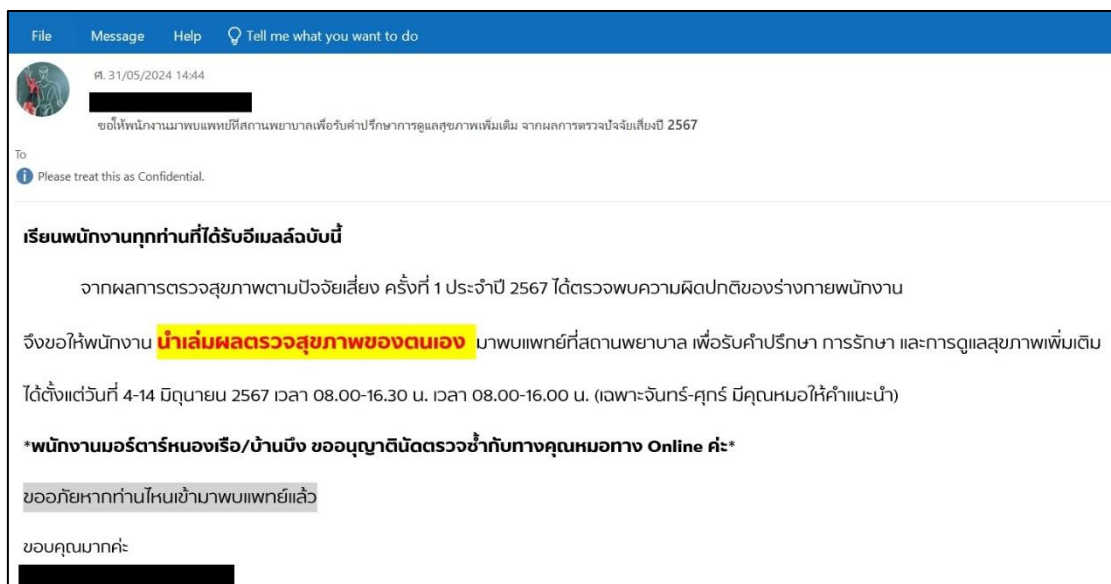 File Message Help Tell me what you want to do
ศ. 31/05/2024 14:44
ขอให้พนักงานมาพบแพทย์ที่สถานพยาบาลเพื่อรับคำปรึกษาการดูแลสุขภาพเพิ่มเติม จากผลการตรวจปัจจัยเสี่ยงปี 2567
To
Please treat this as Confidential.
เรียนพนักงานทุกท่านที่ได้รับอีเมลล์ฉบับนี้
จากผลการตรวจสุขภาพตามปัจจัยเสี่ยง ครั้งที่ 1 ประจำปี 2567 ได้ตรวจพบความผิดปกติของร่างกายพนักงาน
จึงขอให้พนักงาน นำเล่มผลตรวจสุขภาพของตนเอง มาพบแพทย์ที่สถานพยาบาล เพื่อรับคำปรึกษา การรักษา และการดูแลสุขภาพเพิ่มเติม
ได้ตั้งแต่วันที่ 4-14 มิถุนายน 2567 เวลา 08.00-16.30 น. เวลา 08.00-16.00 น. (เฉพาะจันทร์-ศุกร์ มีคุณหมอให้คำแนะนำ)
*พนักงานมอร์ตาร์หนองเรือ/บ้านบึง ขออนุญาตินัดตรวจซ้ำกับทางคุณหมอทาง Online ค่ะ*
ขออภัยหากท่านไหนเข้ามาพบแพทย์แล้ว
ขอบคุณมากค่ะ